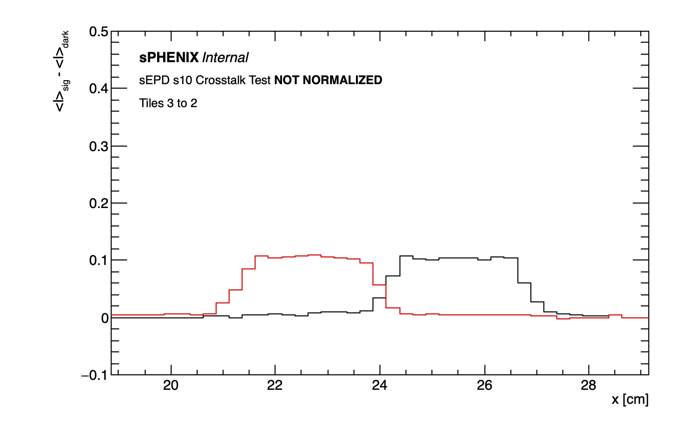 0.5
<I>sig - <I>dark
sPHENIX Internal
sEPD s10 Crosstalk Test NOT NORMALIZED
0.4
Tiles 3 to 2
0.3
0.2
0.1
0
−0.1
20 22 24 26 28
x [cm]